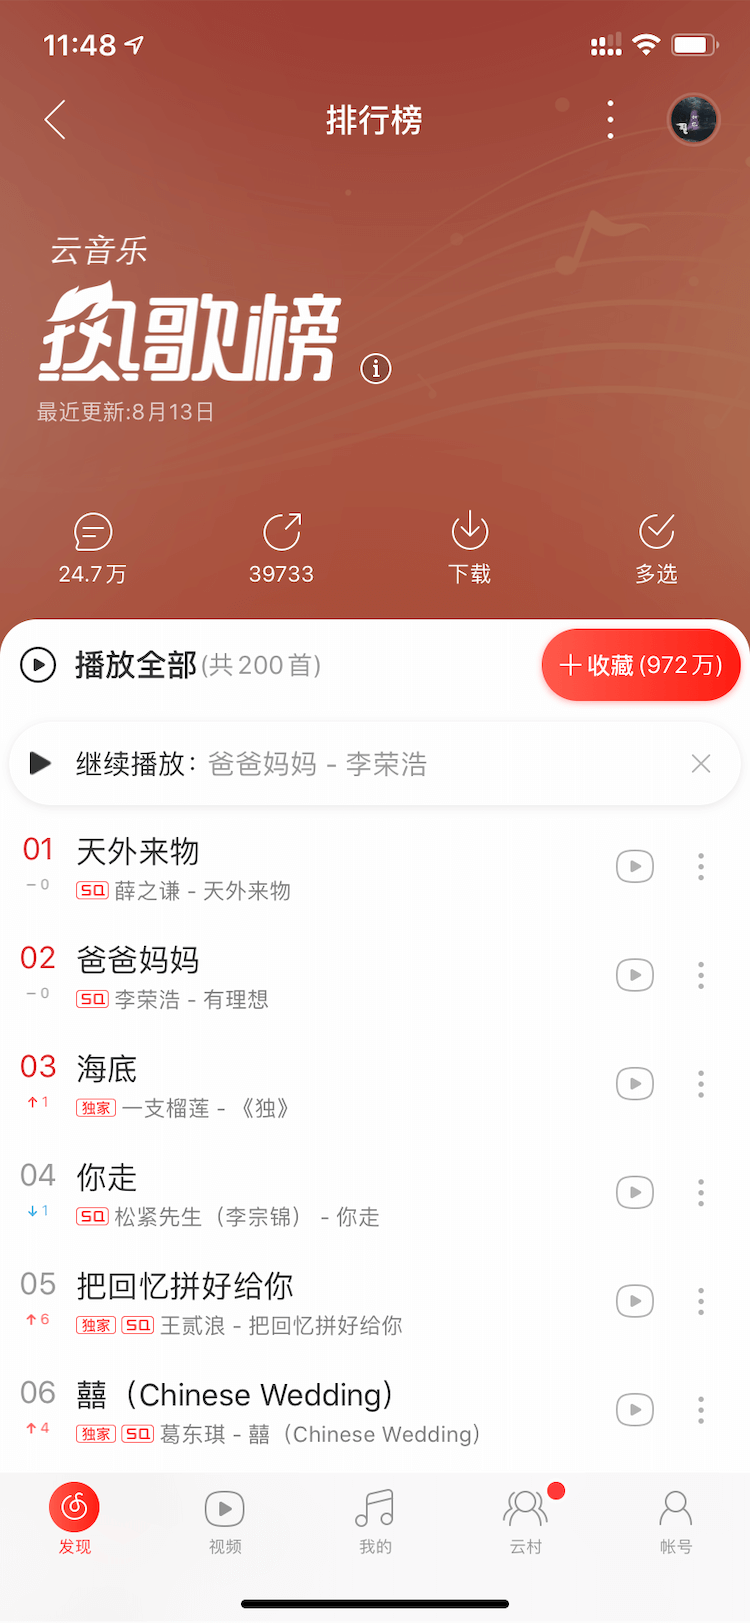 11:48
排行榜
云音乐
热歌榜
最近更新:8月13日
24.7万
39733
下载
多选
播放全部(共200首)
+收藏(972万)
继续播放：爸爸妈妈 - 李荣浩
01 天外来物
- 0 SQ 薛之谦 - 天外来物
02 爸爸妈妈
- 0 SQ 李荣浩 - 有理想
03 海底
↑1 独家 一支榴莲 - 《独》
04 你走
↓1 SQ 松紧先生（李宗锦） - 你走
05 把回忆拼好给你
↑6 独家 SQ 王贰浪 - 把回忆拼好给你
06 囍（Chinese Wedding）
↑4 独家 SQ 葛东琪 - 囍（Chinese Wedding）
发现
视频
我的
云村
帐号